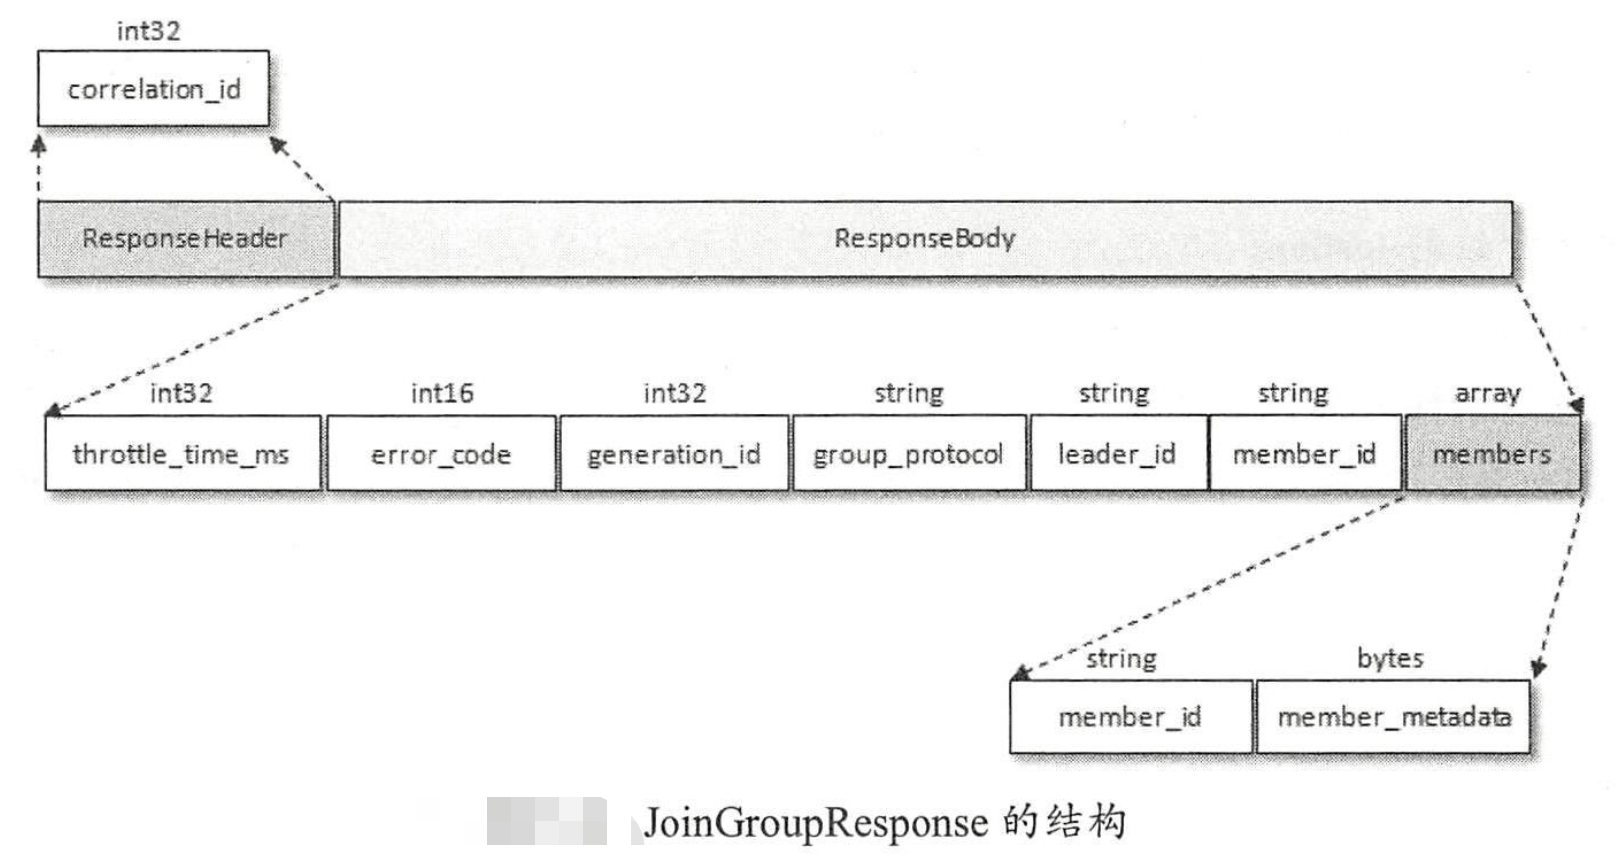 int32
correlation_id
ResponseHeader ResponseBody
int32 int16 int32 string string string array
throttle_time_ms error_code generation_id group_protocol leader_id member_id members
string bytes
member_id member_metadata
JoinGroupResponse 的结构